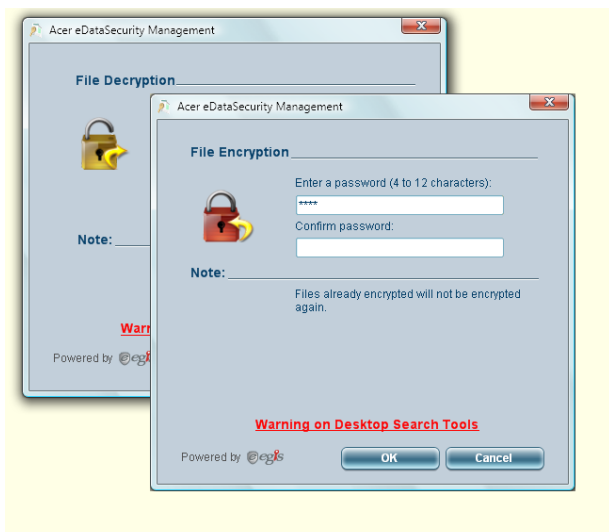 Acer eDataSecurity Management
File Decryption
Note:
Powered by egi
Acer eDataSecurity Management
File Encryption
Enter a password (4 to 12 characters):
****
Confirm password:
Note:
Files already encrypted will not be encrypted
again.
Warning on Desktop Search Tools
Powered by egis
OK
Cancel